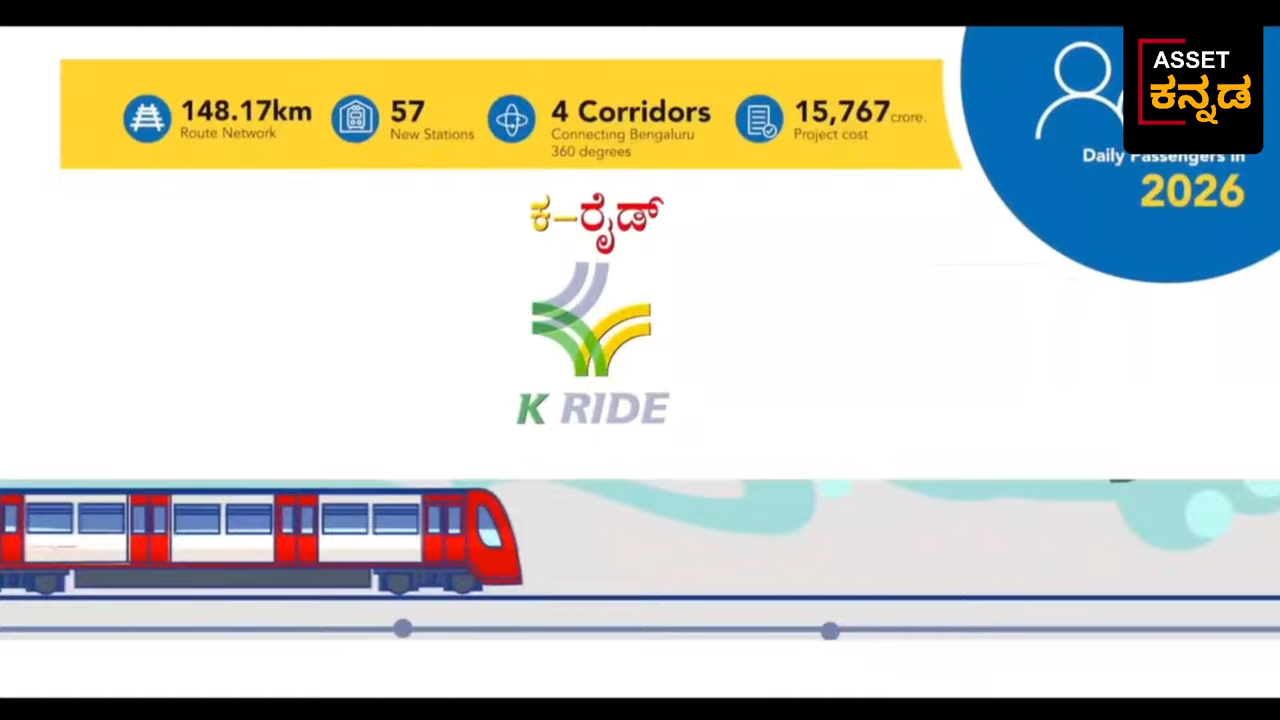 148.17km
Route Network
57
New Stations
4 Corridors
Connecting Bengaluru
360 degrees
15,767 crore.
Project cost
ASSET
ಕನ್ನಡ
Daily Passengers in
2026
ಕ-ರೈಡ್
K RIDE